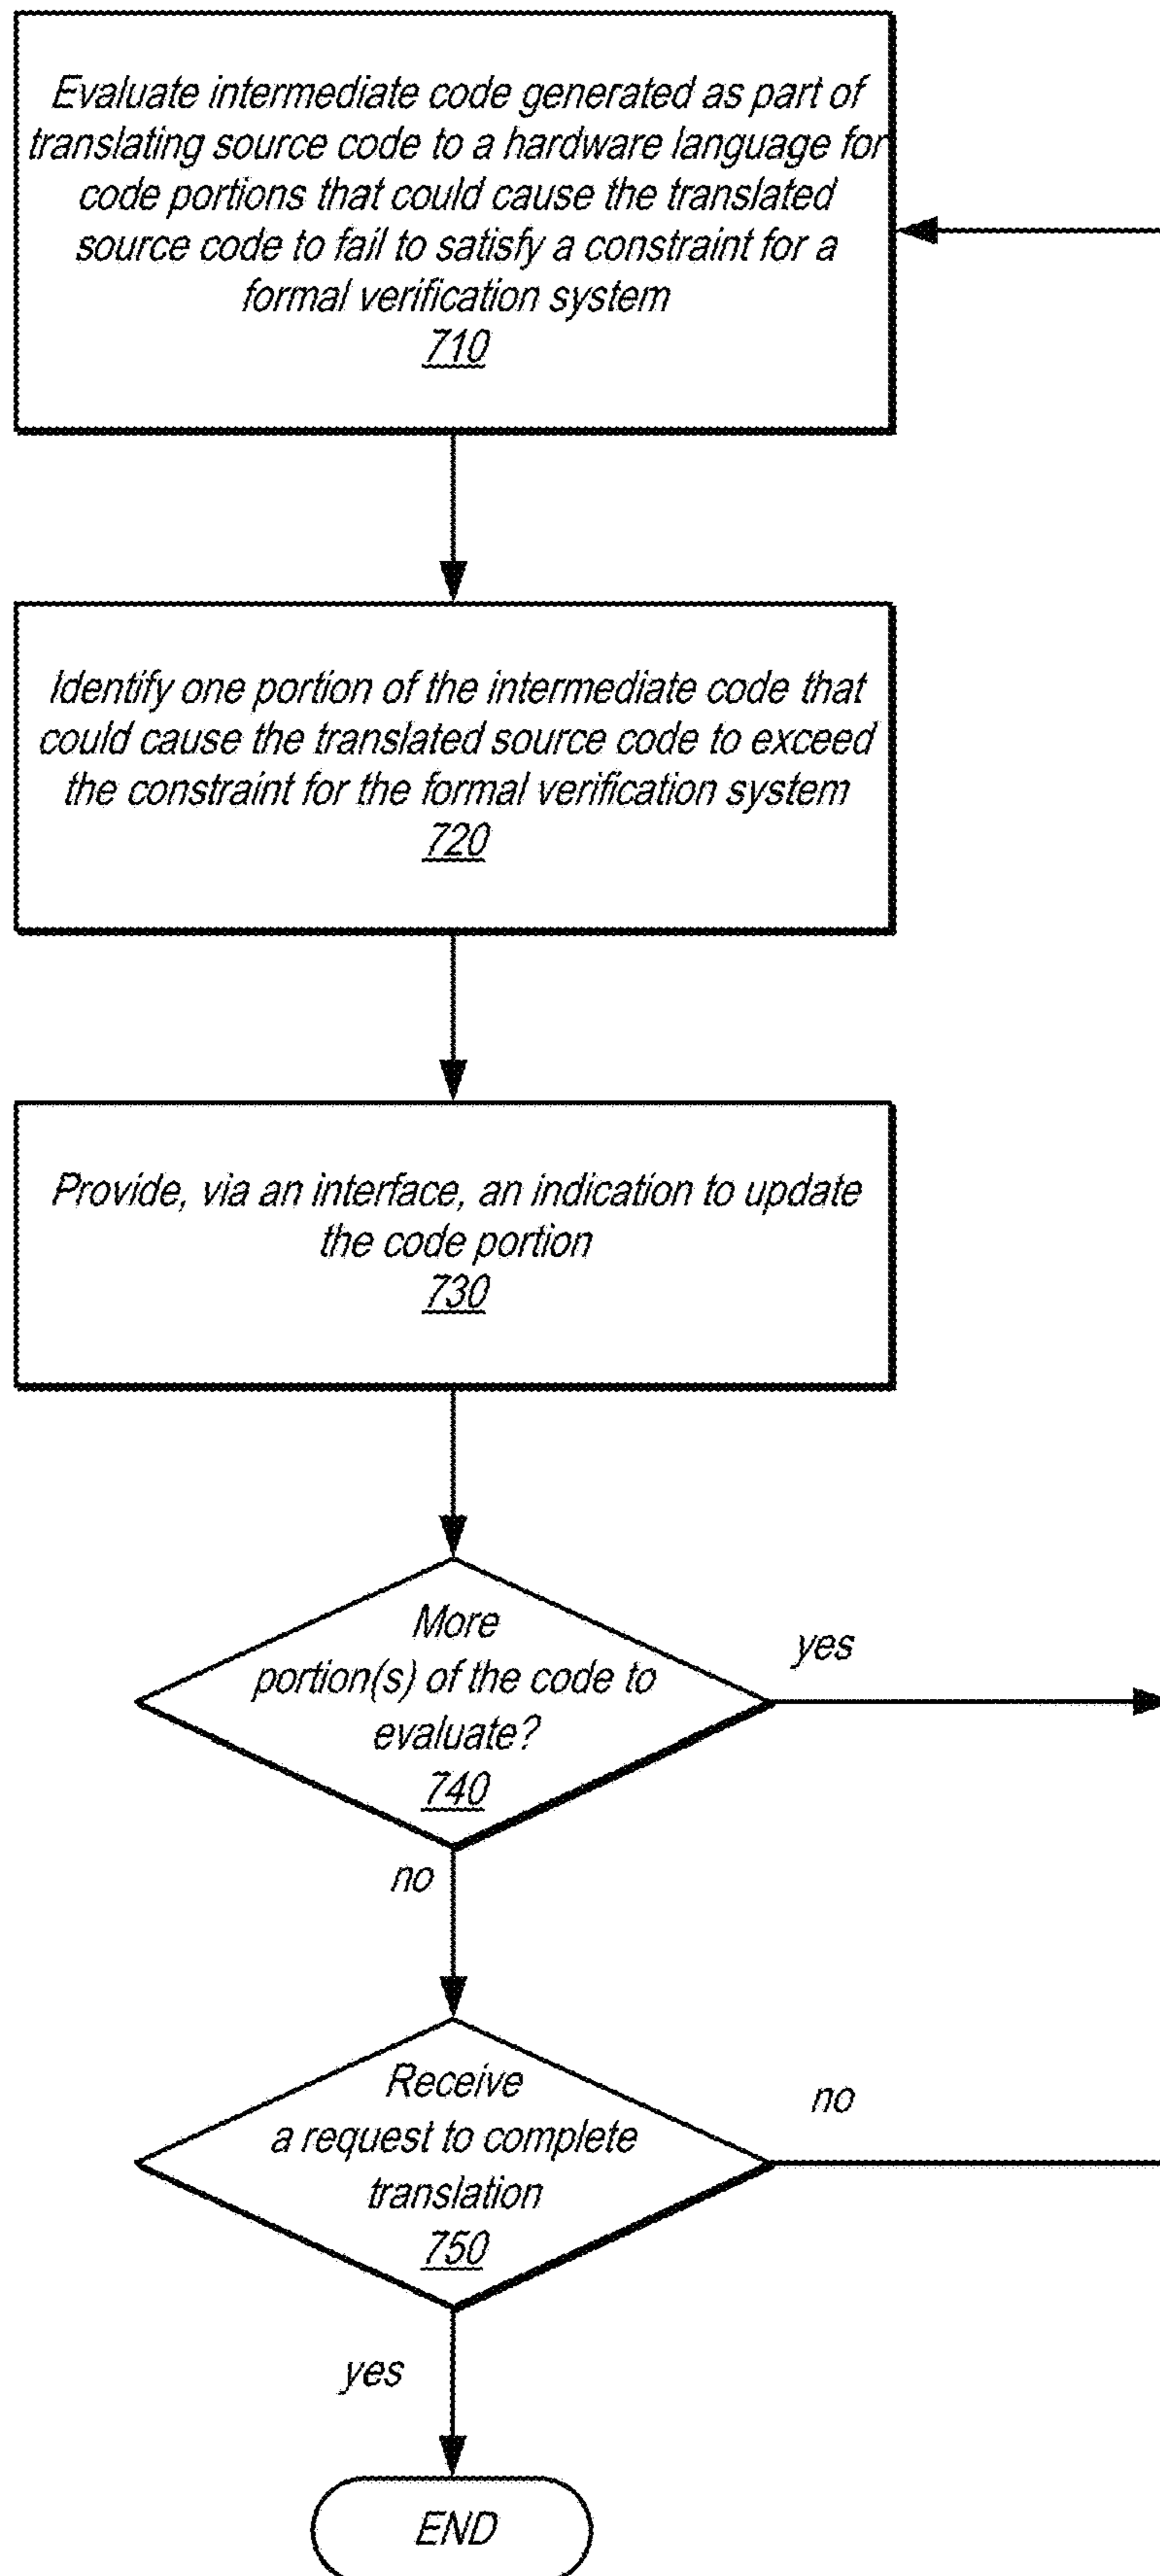 Evaluate intermediate code generated as part of
translating source code to a hardware language for
code portions that could cause the translated
source code to fail to satisfy a constraint for a
formal verification system
710
Identify one portion of the intermediate code that
could cause the translated source code to exceed
the constraint for the formal verification system
720
Provide, via an interface, an indication to update
the code portion
730
More
portion(s) of the code to
evaluate?
740
yes
no
Receive
a request to complete
translation
750
no
yes
END